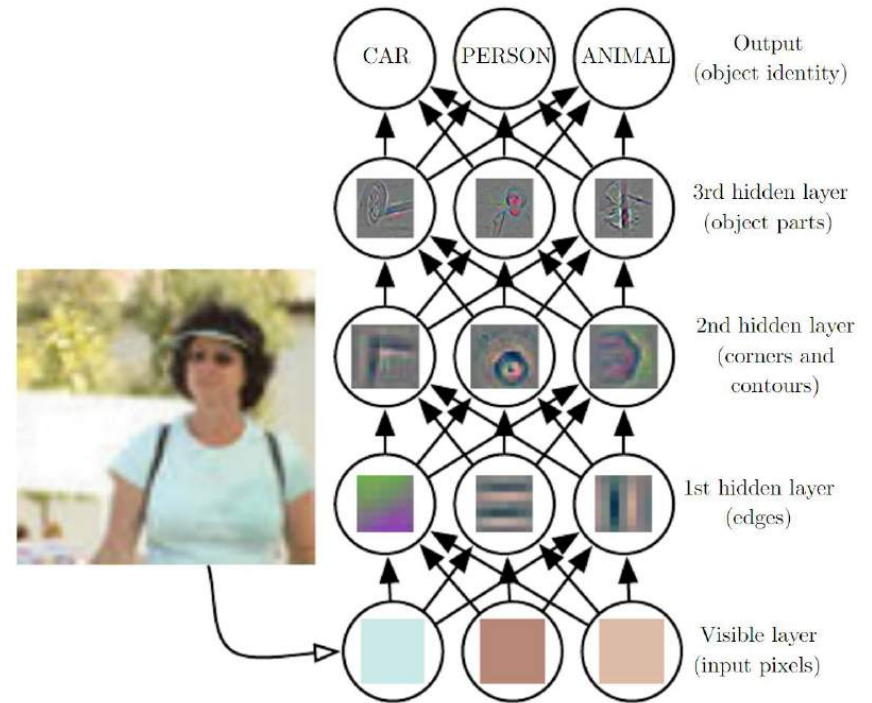 CAR PERSON ANIMAL
Output
(object identity)
3rd hidden layer
(object parts)
2nd hidden layer
(corners and
contours)
1st hidden layer
(edges)
Visible layer
(input pixels)